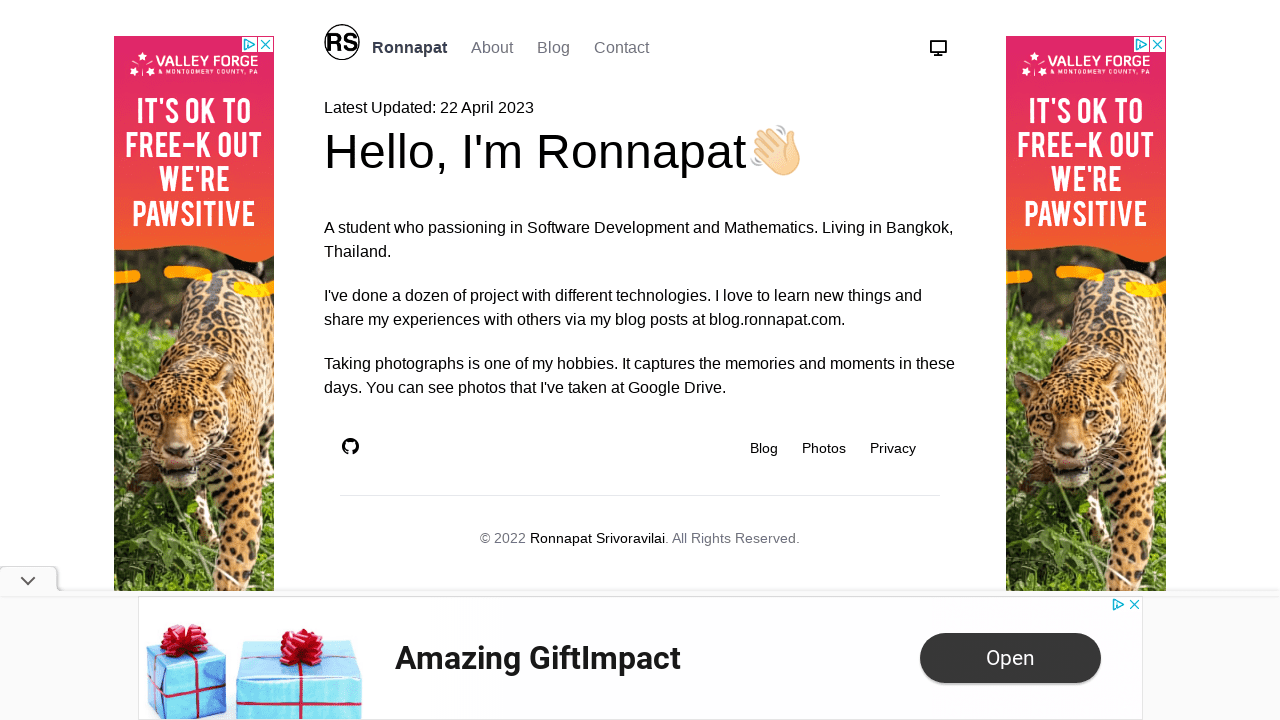 RS
Ronnapat
About
Blog
Contact
Latest Updated: 22 April 2023
Hello, I'm Ronnapat
A student who passioning in Software Development and Mathematics. Living in Bangkok,
Thailand.
I've done a dozen of project with different technologies. I love to learn new things and
share my experiences with others via my blog posts at blog.ronnapat.com.
Taking photographs is one of my hobbies. It captures the memories and moments in these
days. You can see photos that I've taken at Google Drive.
Blog
Photos
Privacy
© 2022 Ronnapat Srivoravilai. All Rights Reserved.
VALLEY FORGE
& MONTGOMERY COUNTY, PA
IT'S OK TO
FREE-K OUT
WE'RE
PAWSITIVE
VALLEY FORGE
& MONTGOMERY COUNTY, PA
IT'S OK TO
FREE-K OUT
WE'RE
PAWSITIVE
Amazing GiftImpact
Open